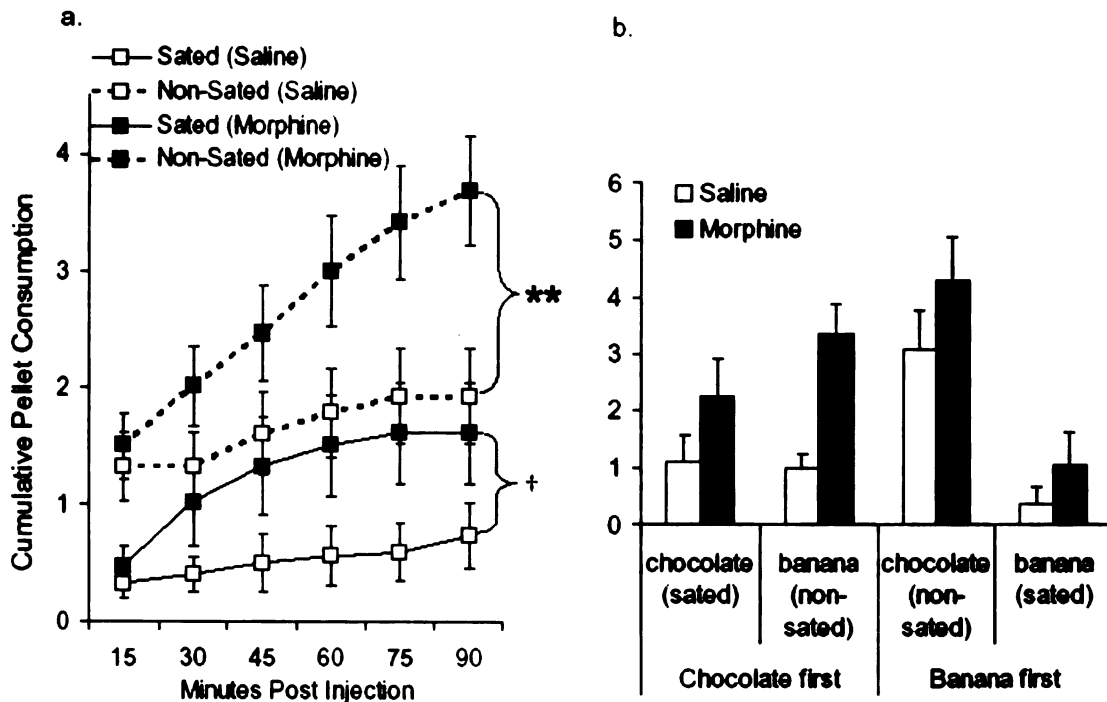 a.
Sated (Saline)
Non-Sated (Saline)
Sated (Morphine)
Non-Sated (Morphine)
Cumulative Pellet Consumption
4
3
2
1
0
**
†
15 30 45 60 75 90
Minutes Post Injection
b.
6
5
4
3
2
1
0
Saline
Morphine
chocolate (sated)
banana (non-sated)
chocolate (non-sated)
banana (sated)
Chocolate first
Banana first